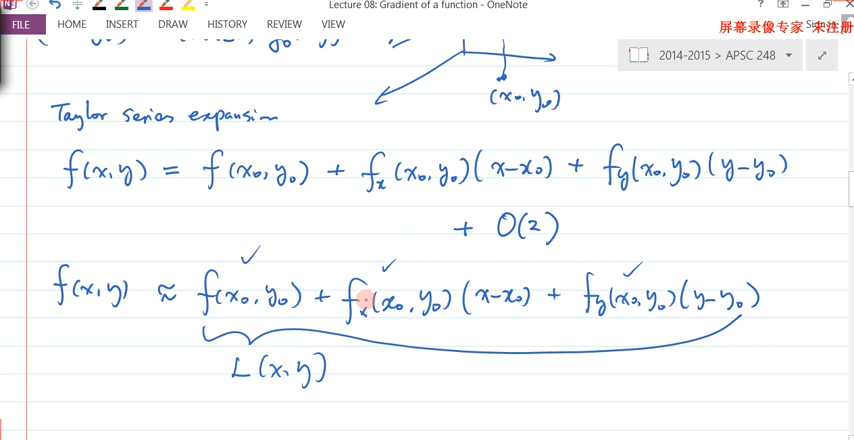 Lecture 08: Gradient of a function - OneNote
FILE HOME INSERT DRAW HISTORY REVIEW VIEW
屏幕录像专家 未注册
2014-2015 > APSC 248
(x₀, y₀)
Taylor series expansion
f(x,y) = f(x₀,y₀) + fₓ(x₀,y₀)(x-x₀) + f_y(x₀,y₀)(y-y₀)
+ O(2)
✓ ✓ ✓
f(x,y) ≈ f(x₀,y₀) + fₓ(x₀,y₀)(x-x₀) + f_y(x₀,y₀)(y-y₀)
L(x,y)